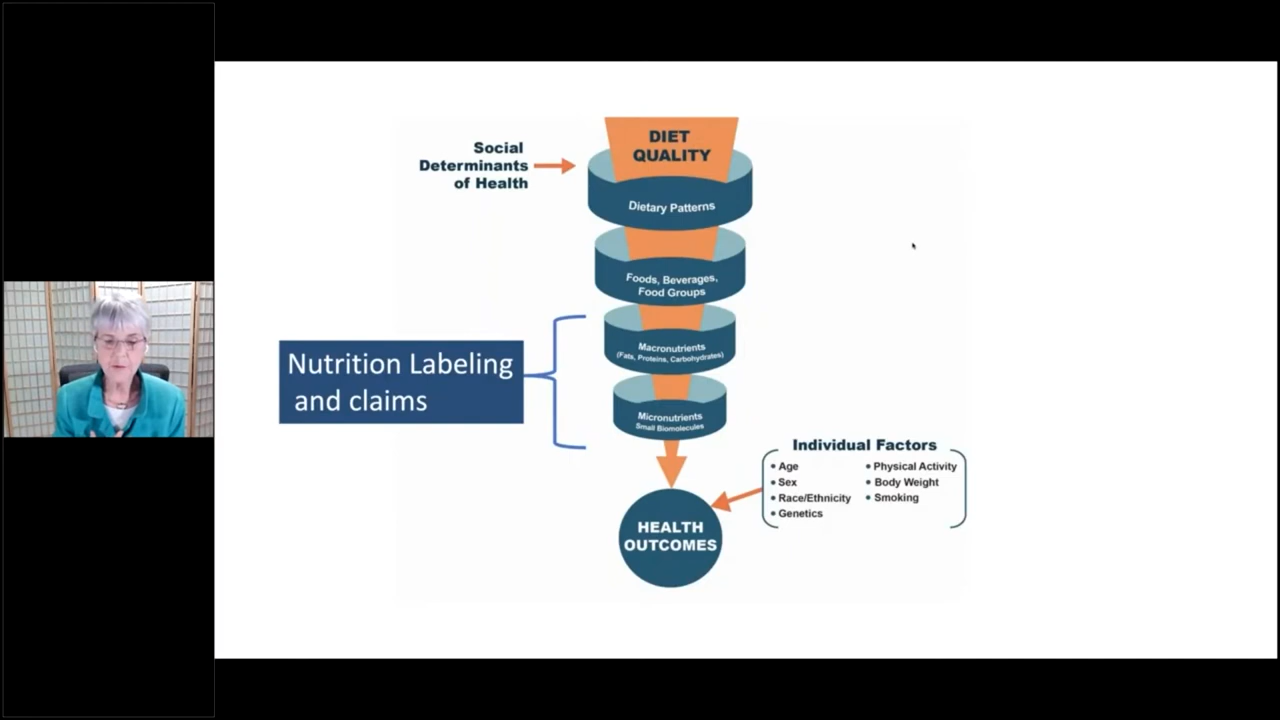 DIET
QUALITY
Social
Determinants
of Health
Dietary Patterns
Foods, Beverages,
Food Groups
Nutrition Labeling
and claims
Macronutrients
(Fats, Proteins, Carbohydrates)
Micronutrients
Small Biomolecules
Individual Factors
• Age
• Sex
• Race/Ethnicity
• Genetics
• Physical Activity
• Body Weight
• Smoking
HEALTH
OUTCOMES